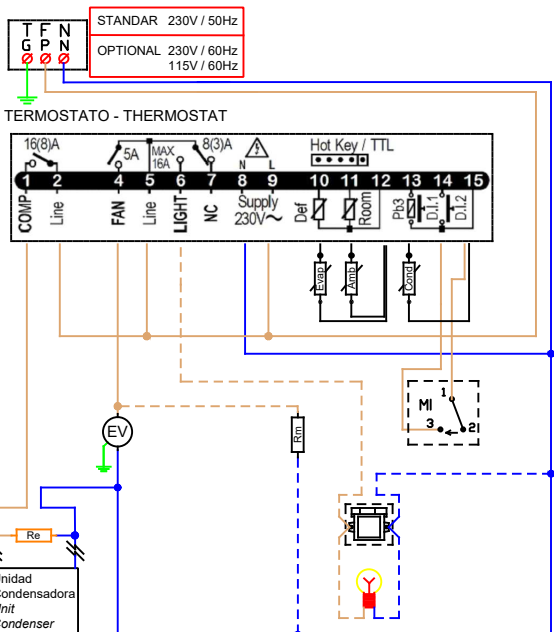 T F N
G P N
STANDAR 230V / 50Hz
OPTIONAL 230V / 60Hz
115V / 60Hz
TERMOSTATO - THERMOSTAT
16(8)A
5A
MAX
16A
8(3)A
N L
Hot Key / TTL
1 2 4 5 6 7 8 9 10 11 12 13 14 15
COMP
Line
FAN
Line
LIGHT
NC
Supply
230V~
Def
Room
Pb3
D.I.1
D.I.2
Evap
Amb
Cond
MI
1
3
2
EV
Rm
Re
nidad
Condensadora
nit
Condenser